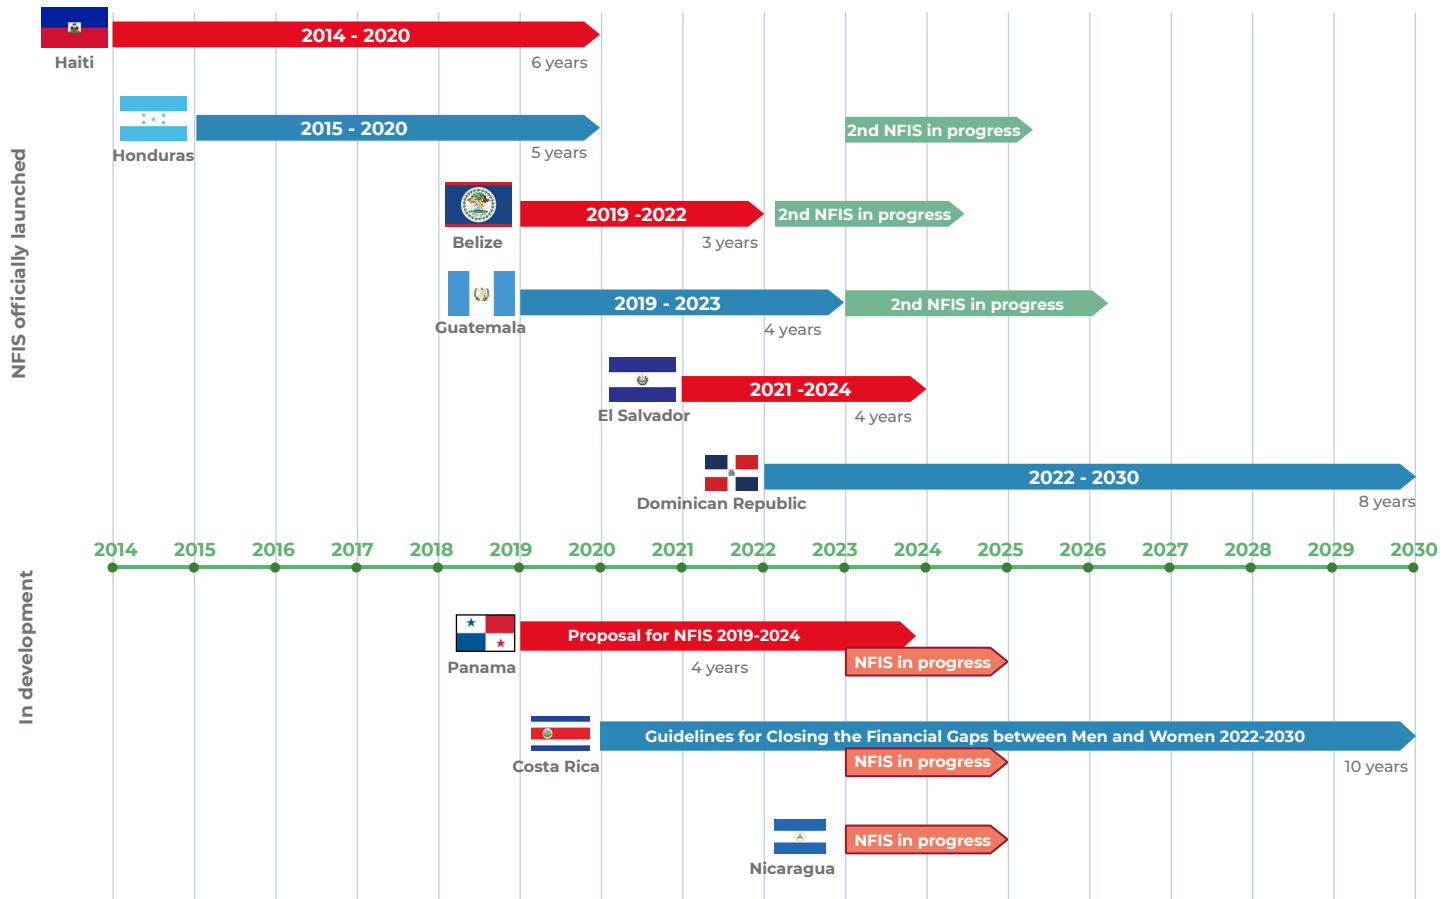 NFIS officially launched
2014 - 2020
Haiti
6 years
2015 - 2020
2nd NFIS in progress
Honduras
5 years
2019 -2022
2nd NFIS in progress
Belize
3 years
2019 - 2023
2nd NFIS in progress
Guatemala
4 years
2021 -2024
El Salvador
4 years
2022 - 2030
Dominican Republic
8 years
2014 2015 2016 2017 2018 2019 2020 2021 2022 2023 2024 2025 2026 2027 2028 2029 2030
In development
Proposal for NFIS 2019-2024
NFIS in progress
Panama
4 years
Guidelines for Closing the Financial Gaps between Men and Women 2022-2030
NFIS in progress
Costa Rica
10 years
NFIS in progress
Nicaragua